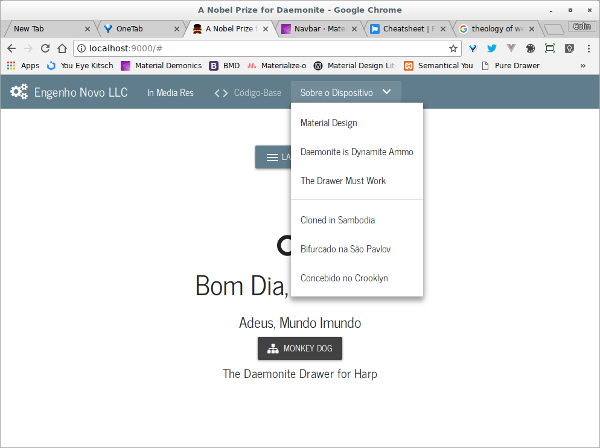 A Nobel Prize for Daemonite - Google Chrome
New Tab
OneTab
A Nobel Prize f
Navbar - Mate
Cheatsheet | F
theology of w
Colin
localhost:9000/#
Apps
You Eye Kitsch
Material Demonics
BMD
Materialize-o
Material Design Lit
Semantical You
Pure Drawer
Engenho Novo LLC
In Media Res
Código-Base
Sobre o Dispositivo
Material Design
Daemonite is Dynamite Ammo
The Drawer Must Work
Cloned in Sambodia
Bifurcado na São Pavlov
Concebido no Crooklyn
LA
Bom Dia,
Adeus, Mundo Imundo
MONKEY DOG
The Daemonite Drawer for Harp